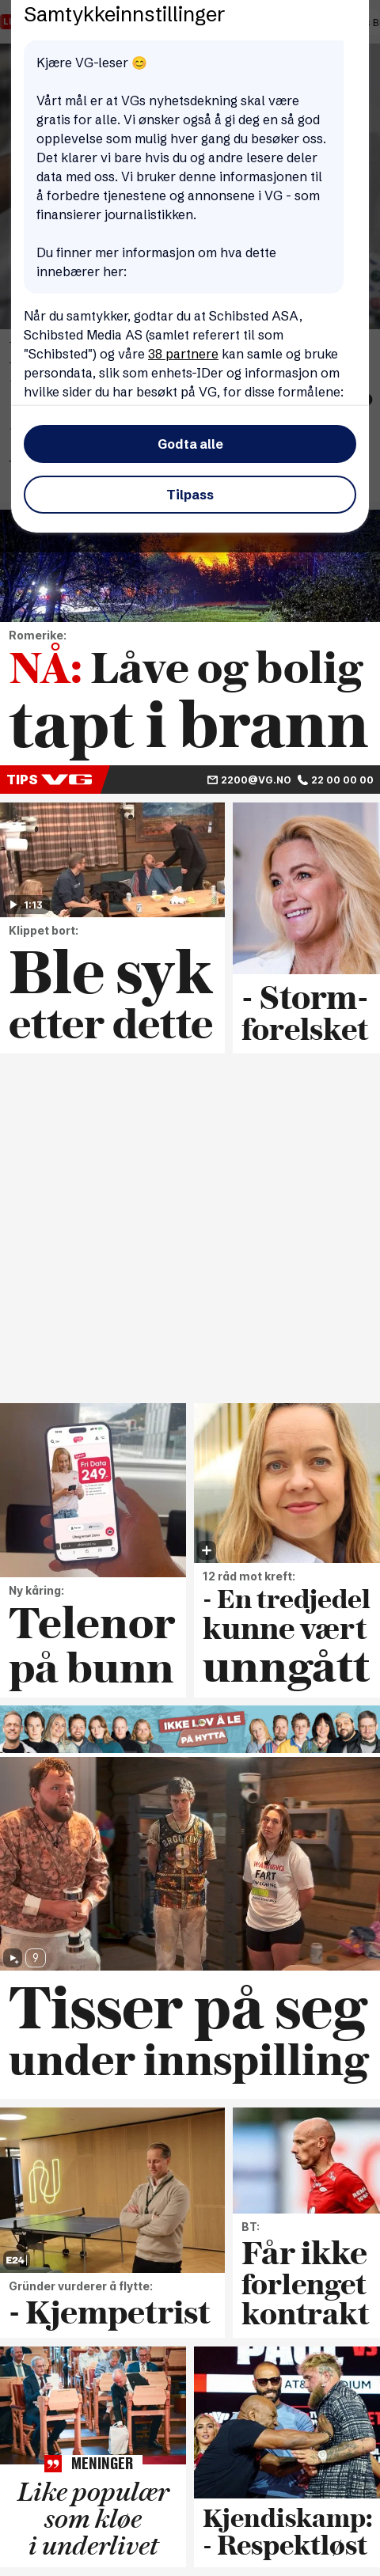 Samtykkeinnstillinger
Kjære VG-leser 😊
Vårt mål er at VGs nyhetsdekning skal være
gratis for alle. Vi ønsker også å gi deg en så god
opplevelse som mulig hver gang du besøker oss.
Det klarer vi bare hvis du og andre lesere deler
data med oss. Vi bruker denne informasjonen til
å forbedre tjenestene og annonsene i VG - som
finansierer journalistikken.
Du finner mer informasjon om hva dette
innebærer her:
Når du samtykker, godtar du at Schibsted ASA,
Schibsted Media AS (samlet referert til som
"Schibsted") og våre 38 partnere kan samle og bruke
persondata, slik som enhets-IDer og informasjon om
hvilke sider du har besøkt på VG, for disse formålene:
Godta alle
Tilpass
Romerike:
NÅ: Låve og bolig
tapt i brann
TIPS VG 2200@VG.NO 22 00 00 00
1:13
Klippet bort:
Ble syk
etter dette
- Storm-
forelsket
Fri Data
249
Ny kåring:
Telenor
på bunn
12 råd mot kreft:
- En tredjedel
kunne vært
unngått
IKKE LOV Å LE
PÅ HYTTA
BROOKLYN
FART
9
Tisser på seg
under innspilling
E24
Gründer vurderer å flytte:
- Kjempetrist
BT:
Får ikke
forlenget
kontrakt
MENINGER
Like populær
som kløe
i underlivet
PAUL VS
AT&T STADIUM
Kjendiskamp:
- Respektløst